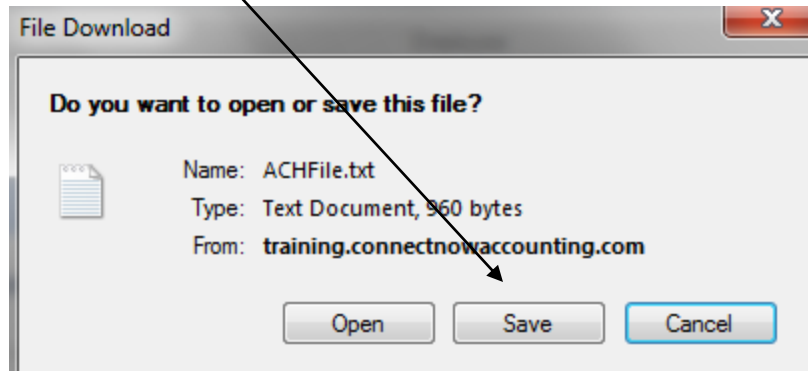 File Download
Do you want to open or save this file?
Name: ACHFile.txt
Type: Text Document, 960 bytes
From: training.connectnowaccounting.com
Open Save Cancel